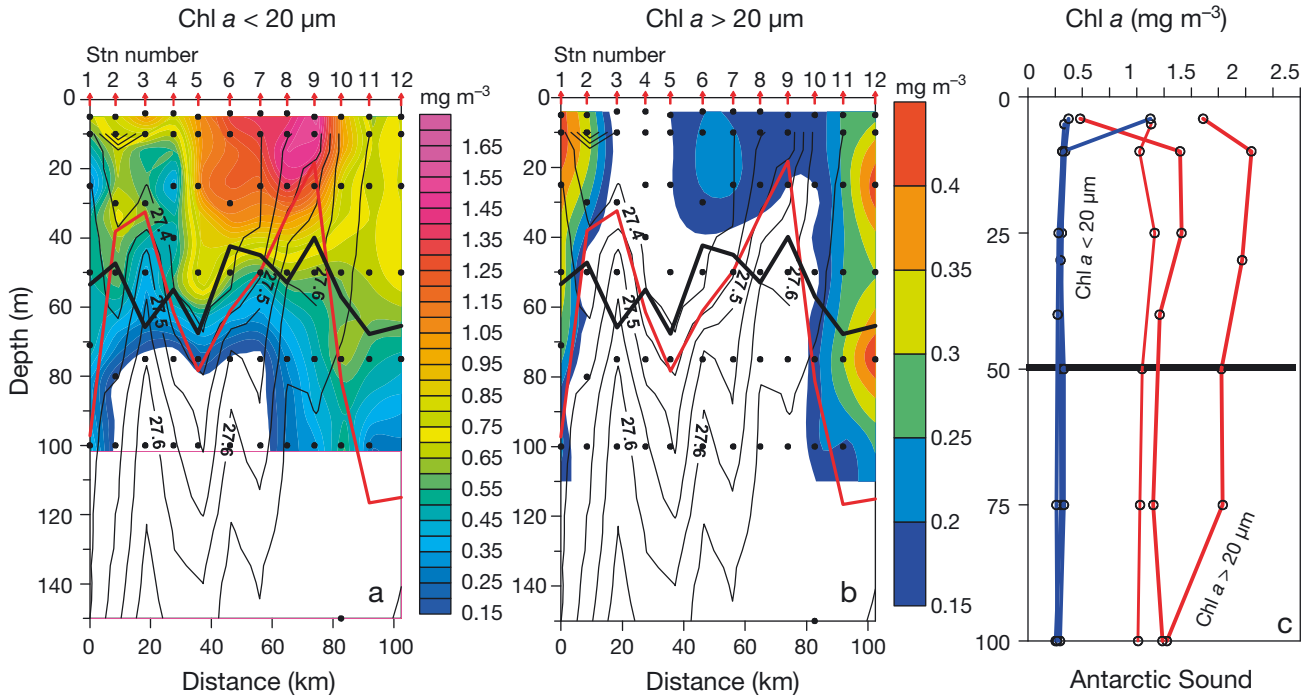 Chl a < 20 µm
Stn number
1 2 3 4 5 6 7 8 9 10 11 12
mg m⁻³
0
20
40
60
80
100
120
140
Depth (m)
27.4
27.5
27.5
27.6
27.6
27.6
a
0 20 40 60 80 100
Distance (km)
1.65
1.55
1.45
1.35
1.25
1.15
1.05
0.95
0.85
0.75
0.65
0.55
0.45
0.35
0.25
0.15
Chl a > 20 µm
Stn number
1 2 3 4 5 6 7 8 9 10 11 12
mg m⁻³
0
20
40
60
80
100
120
140
27.4
27.5
27.5
27.6
27.6
27.6
b
0 20 40 60 80 100
Distance (km)
0.4
0.35
0.3
0.25
0.2
0.15
Chl a (mg m⁻³)
0 0.5 1 1.5 2 2.5
0
25
50
75
100
Chl a < 20 µm
Chl a > 20 µm
c
Antarctic Sound